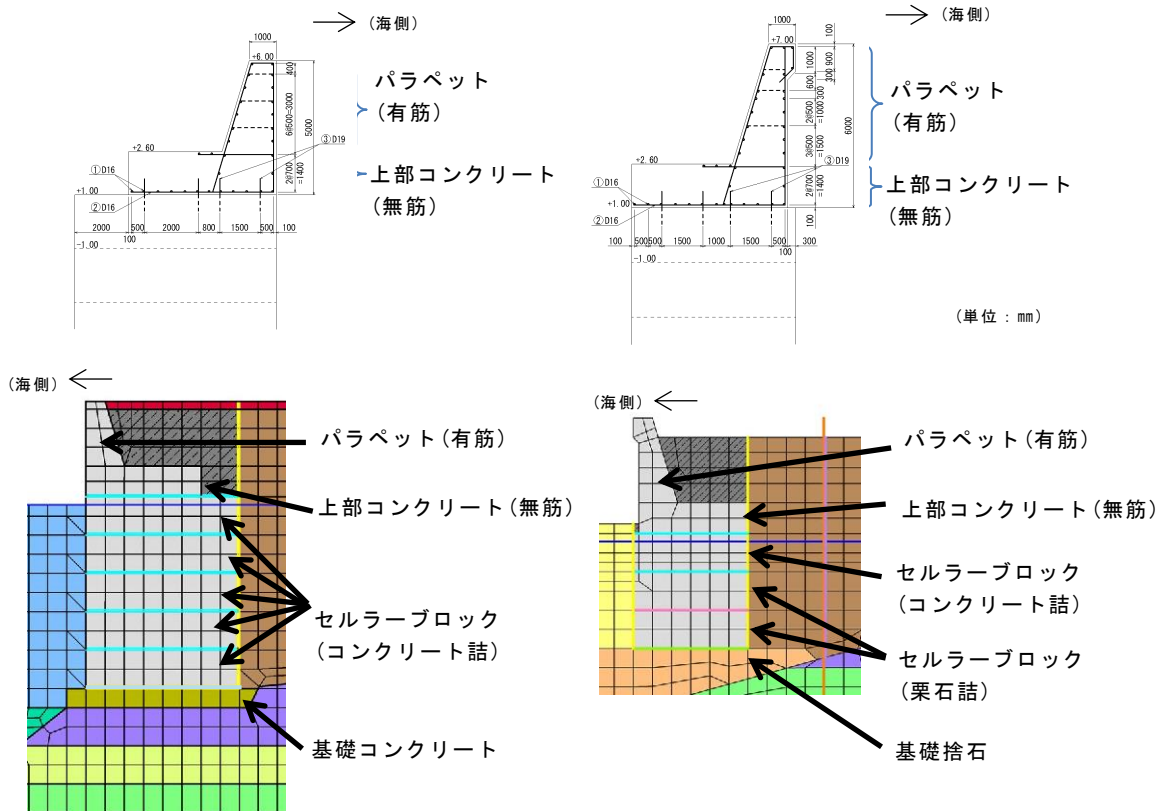 (海側)
1000
+6.00
400
6@500=3000
5000
2@700
=1400
③D19
+2.60
①D16
+1.00
②D16
2000
500
2000
800
1500
500
100
100
-1.00
パラペット
(有筋)
上部コンクリート
(無筋)
(海側)
1000
+7.00
100
1000
900
600
300
300
2@500
=1000
3@500
=1500
6000
2@700
=1400
③D19
+2.60
①D16
+1.00
②D16
100
100
500
500
1500
1000
1500
500
300
100
-1.00
パラペット
(有筋)
上部コンクリート
(無筋)
(単位：mm)
(海側)
パラペット(有筋)
上部コンクリート(無筋)
セルラーブロック
(コンクリート詰)
基礎コンクリート
(海側)
パラペット(有筋)
上部コンクリート(無筋)
セルラーブロック
(コンクリート詰)
セルラーブロック
(栗石詰)
基礎捨石